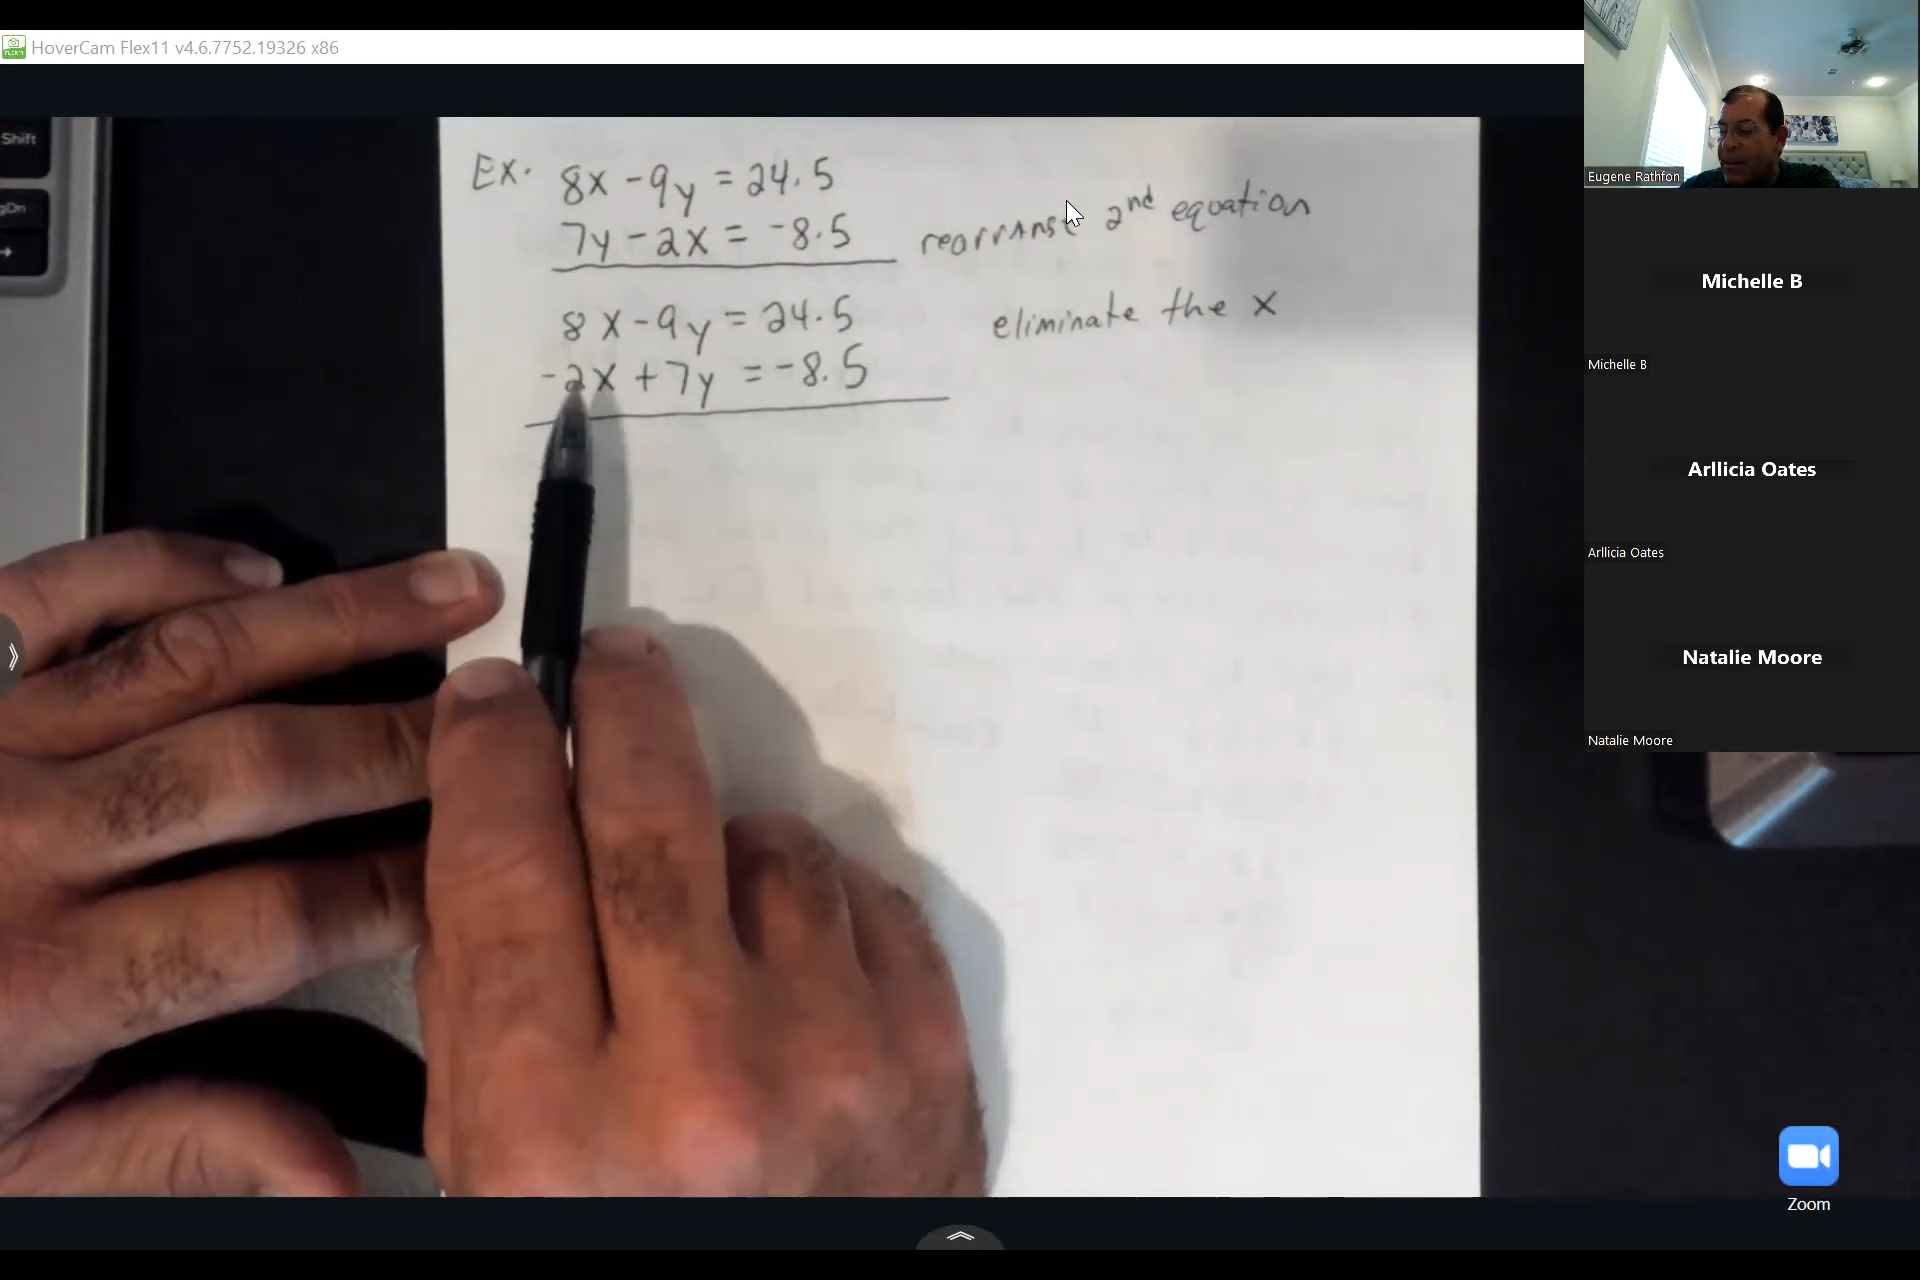 HoverCam Flex11 v4.6.7752.19326 x86
Shift
gDn
Ex. 8x - 9y = 24.5
7y - 2x = -8.5 rearrange 2nd equation
8x - 9y = 24.5 eliminate the x
-2x + 7y = -8.5
Eugene Rathfon
Michelle B
Michelle B
Arllicia Oates
Arllicia Oates
Natalie Moore
Natalie Moore
Zoom